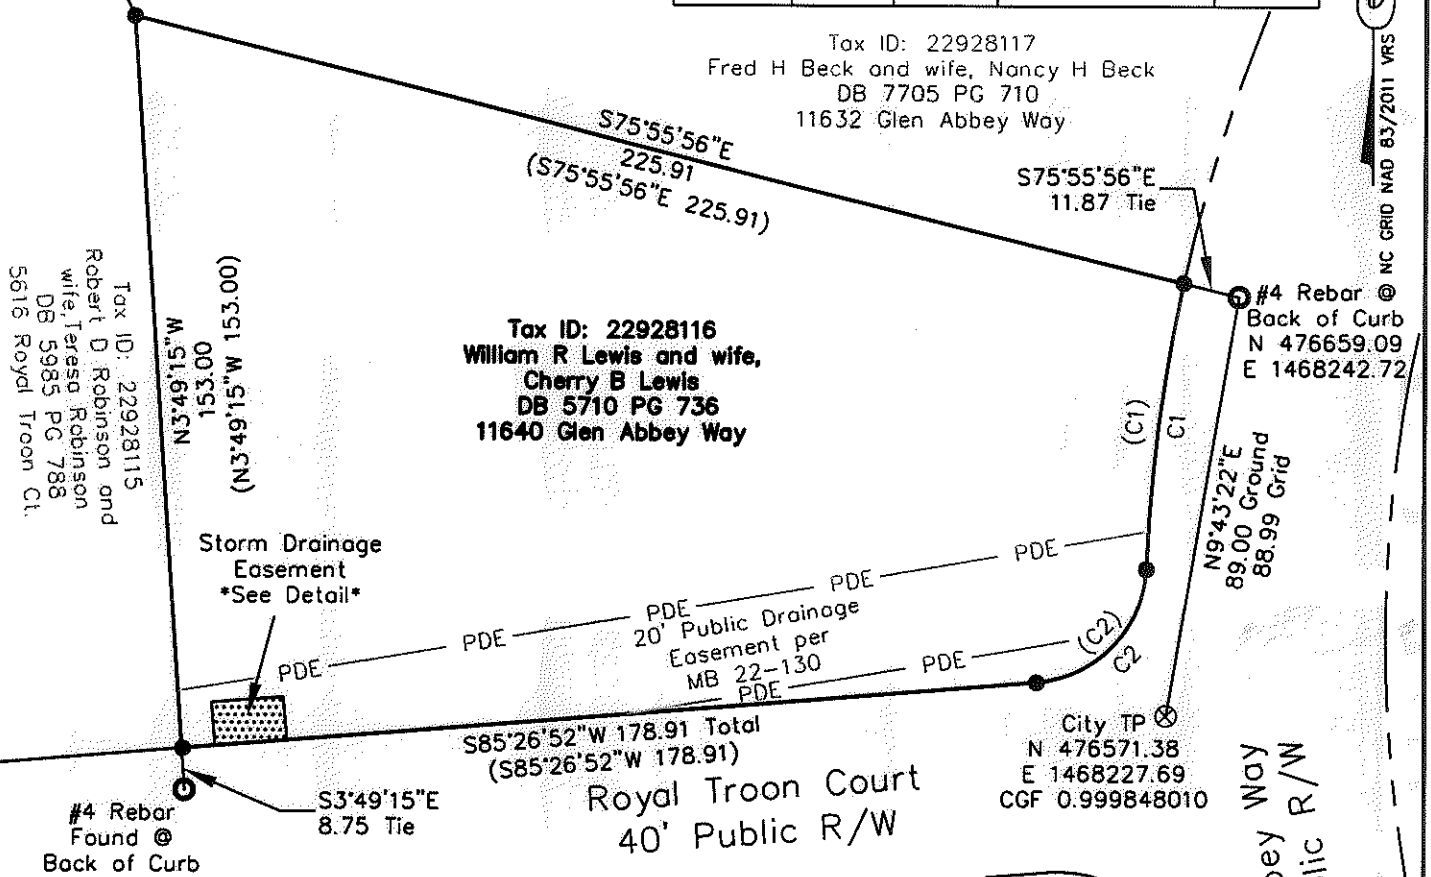 Tax ID: 22928117
Fred H Beck and wife, Nancy H Beck
DB 7705 PG 710
11632 Glen Abbey Way
NC GRID NAD 83/2011 VRS
S75°55'56"E
225.91
(S75°55'56"E 225.91)
S75°55'56"E
11.87 Tie
#4 Rebar @
Back of Curb
N 476659.09
E 1468242.72
Tax ID: 22928115
Robert D Robinson and
wife, Teresa Robinson
DB 5985 PG 788
5616 Royal Troon Ct.
N3°49'15"W
153.00
(N3°49'15"W 153.00)
Tax ID: 22928116
William R Lewis and wife,
Cherry B Lewis
DB 5710 PG 736
11640 Glen Abbey Way
(C1)
C1
N9°43'22"E
89.00 Ground
88.99 Grid
Storm Drainage
Easement
*See Detail*
PDE
PDE
PDE
PDE
PDE
20' Public Drainage
Easement per
MB 22-130
PDE
PDE
(C2)
C2
S85°26'52"W 178.91 Total
(S85°26'52"W 178.91)
City TP
N 476571.38
E 1468227.69
CGF 0.999848010
#4 Rebar
Found @
Back of Curb
S3°49'15"E
8.75 Tie
Royal Troon Court
40' Public R/W
Way
R/W